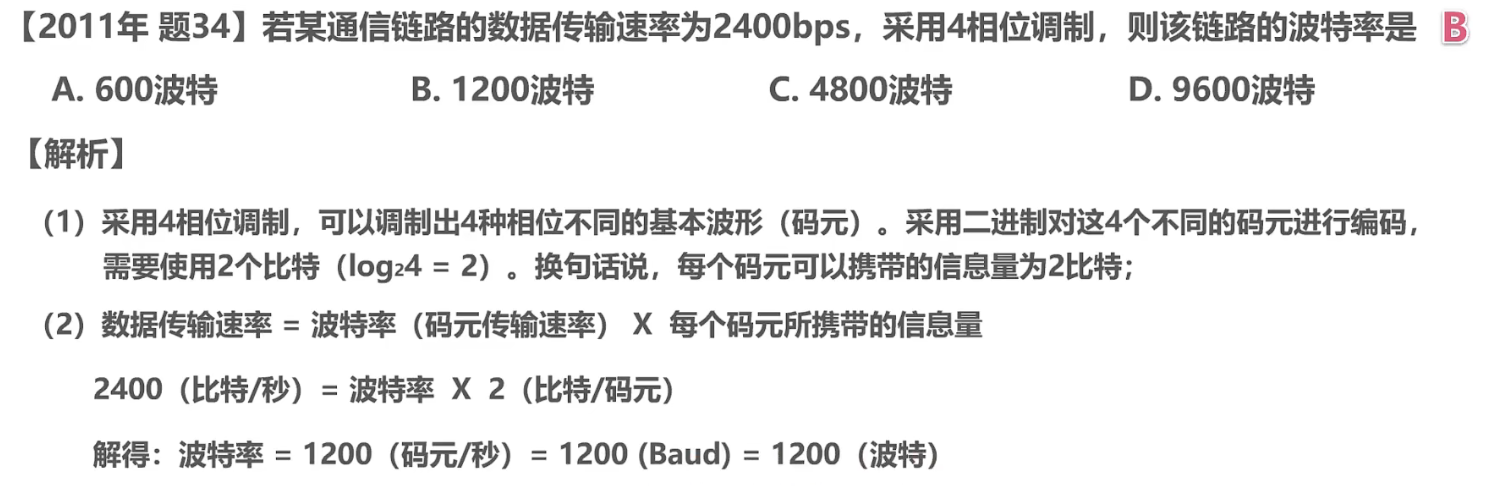 【2011年 题34】若某通信链路的数据传输速率为2400bps，采用4相位调制，则该链路的波特率是 B
A. 600波特 B. 1200波特 C. 4800波特 D. 9600波特
【解析】
（1）采用4相位调制，可以调制出4种相位不同的基本波形（码元）。采用二进制对这4个不同的码元进行编码，
需要使用2个比特（log₂4 = 2）。换句话说，每个码元可以携带的信息量为2比特；
（2）数据传输速率 = 波特率（码元传输速率） X 每个码元所携带的信息量
2400（比特/秒）= 波特率 X 2（比特/码元）
解得：波特率 = 1200（码元/秒）= 1200 (Baud) = 1200（波特）